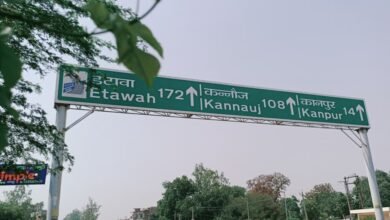 इटावा
Etawah 172
कन्नौज
Kannauj 108
कानपुर
Kanpur 14